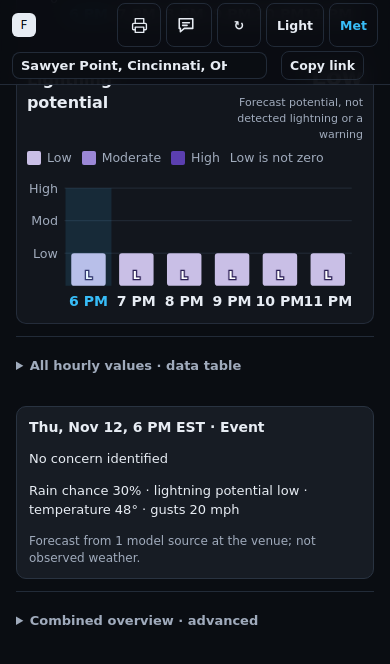 F
↻
Light
Met
Sawyer Point, Cincinnati, OH
Copy link
potential
Forecast potential, not
detected lightning or a
warning
Low
Moderate
High
Low is not zero
High
Mod
Low
L
L
L
L
L
L
6 PM
7 PM
8 PM
9 PM
10 PM
11 PM
▶ All hourly values · data table
Thu, Nov 12, 6 PM EST · Event
No concern identified
Rain chance 30% · lightning potential low ·
temperature 48° · gusts 20 mph
Forecast from 1 model source at the venue; not
observed weather.
▶ Combined overview · advanced